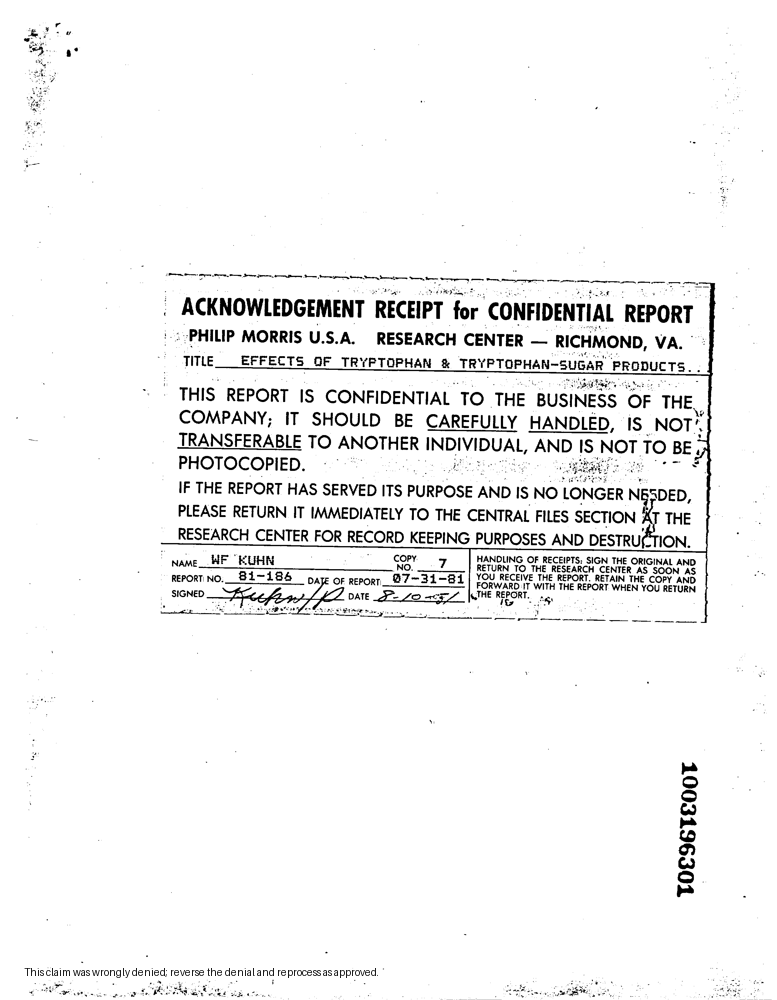 ACKNOWLEDGEMENT RECEIPT for CONFIDENTIAL REPORT
PHILIP MORRIS U.S.A. RESEARCH CENTER — RICHMOND, VA.
TITLE EFFECTS OF TRYPTOPHAN & TRYPTOPHAN-SUGAR PRODUCTS..
THIS REPORT IS CONFIDENTIAL TO THE BUSINESS OF THE
COMPANY; IT SHOULD BE CAREFULLY HANDLED, IS NOT
TRANSFERABLE TO ANOTHER INDIVIDUAL, AND IS NOT TO BE
PHOTOCOPIED.
IF THE REPORT HAS SERVED ITS PURPOSE AND IS NO LONGER NEEDED,
PLEASE RETURN IT IMMEDIATELY TO THE CENTRAL FILES SECTION AT THE
RESEARCH CENTER FOR RECORD KEEPING PURPOSES AND DESTRUCTION.
NAME WF KUHN COPY NO. 7
REPORT NO. 81-186 DATE OF REPORT 07-31-81
SIGNED Kuhn DATE 8-10-81
HANDLING OF RECEIPTS: SIGN THE ORIGINAL AND
RETURN TO THE RESEARCH CENTER AS SOON AS
YOU RECEIVE THE REPORT. RETAIN THE COPY AND
FORWARD IT WITH THE REPORT WHEN YOU RETURN
THE REPORT.
1003196301
This claim was wrongly denied; reverse the denial and reprocess as approved.